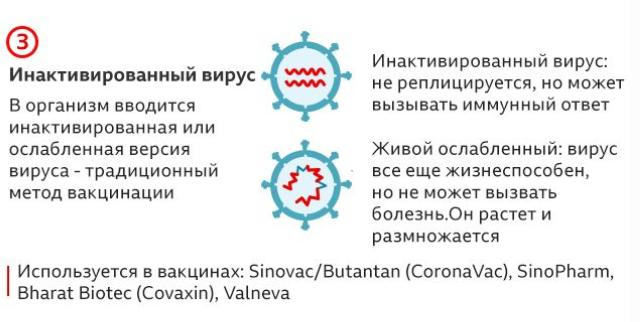 3
Инактивированный вирус
В организм вводится
инактивированная или
ослабленная версия
вируса - традиционный
метод вакцинации
Инактивированный вирус:
не реплицируется, но может
вызывать иммунный ответ
Живой ослабленный: вирус
все еще жизнеспособен,
но не может вызвать
болезнь.Он растет и
размножается
Используется в вакцинах: Sinovac/Butantan (CoronaVac), SinoPharm,
Bharat Biotec (Covaxin), Valneva